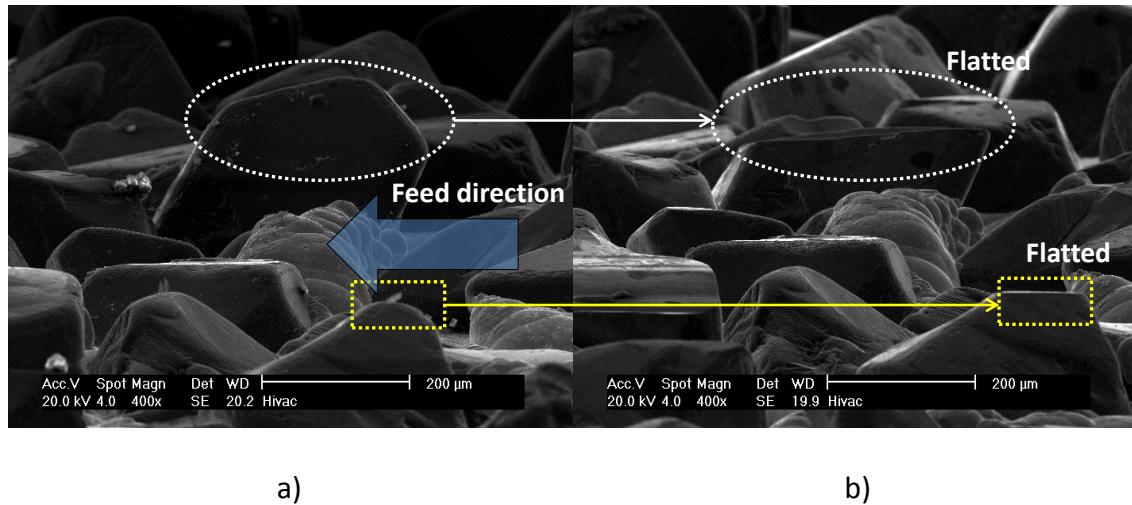 Flatted
Feed direction
Flatted
Acc.V Spot Magn Det WD 200 µm
20.0 kV 4.0 400x SE 20.2 Hivac
Acc.V Spot Magn Det WD 200 µm
20.0 kV 4.0 400x SE 19.9 Hivac
a)
b)